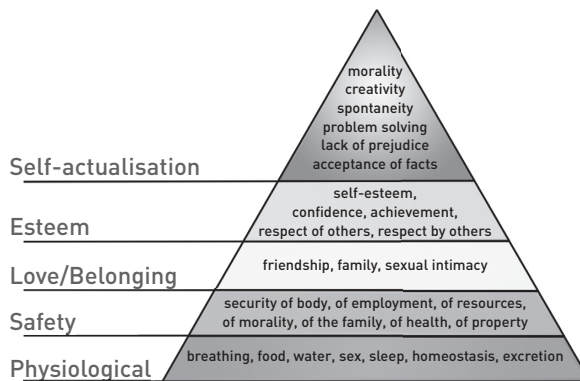 morality
creativity
spontaneity
problem solving
lack of prejudice
acceptance of facts
Self-actualisation
self-esteem,
confidence, achievement,
respect of others, respect by others
Esteem
friendship, family, sexual intimacy
Love/Belonging
security of body, of employment, of resources,
of morality, of the family, of health, of property
Safety
breathing, food, water, sex, sleep, homeostasis, excretion
Physiological